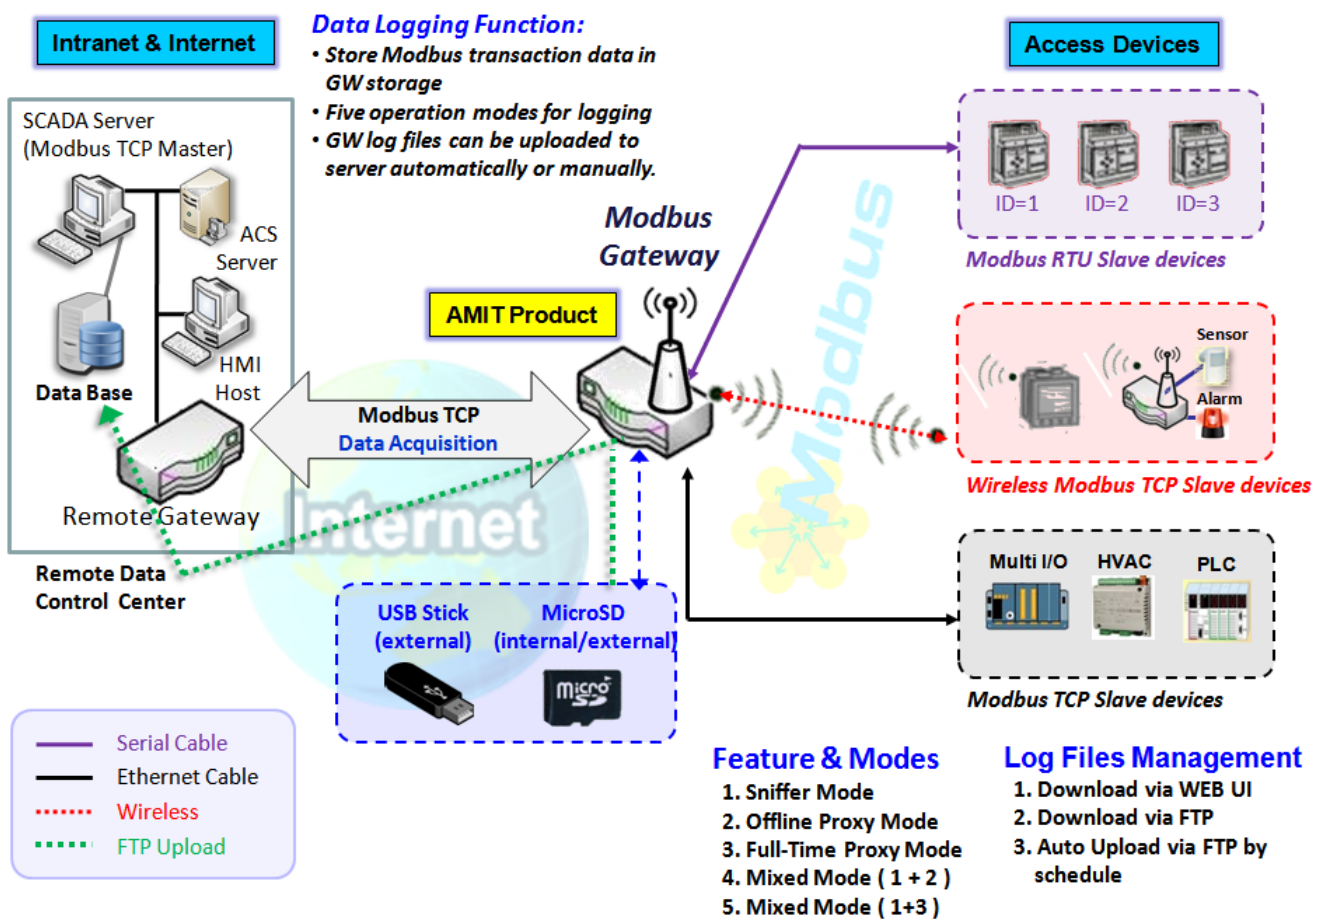 Intranet & Internet
Data Logging Function:
• Store Modbus transaction data in
GW storage
• Five operation modes for logging
• GW log files can be uploaded to
server automatically or manually.
Access Devices
SCADA Server
(Modbus TCP Master)
ACS
Server
HMI
Host
Data Base
Remote Gateway
Remote Data
Control Center
Modbus
Gateway
AMIT Product
Modbus TCP
Data Acquisition
Internet
Modbus
ID=1
ID=2
ID=3
Modbus RTU Slave devices
Sensor
Alarm
Wireless Modbus TCP Slave devices
Multi I/O
HVAC
PLC
Modbus TCP Slave devices
USB Stick
(external)
MicroSD
(internal/external)
Micro
SD
Serial Cable
Ethernet Cable
Wireless
FTP Upload
Feature & Modes
1. Sniffer Mode
2. Offline Proxy Mode
3. Full-Time Proxy Mode
4. Mixed Mode ( 1 + 2 )
5. Mixed Mode ( 1+3 )
Log Files Management
1. Download via WEB UI
2. Download via FTP
3. Auto Upload via FTP by
schedule